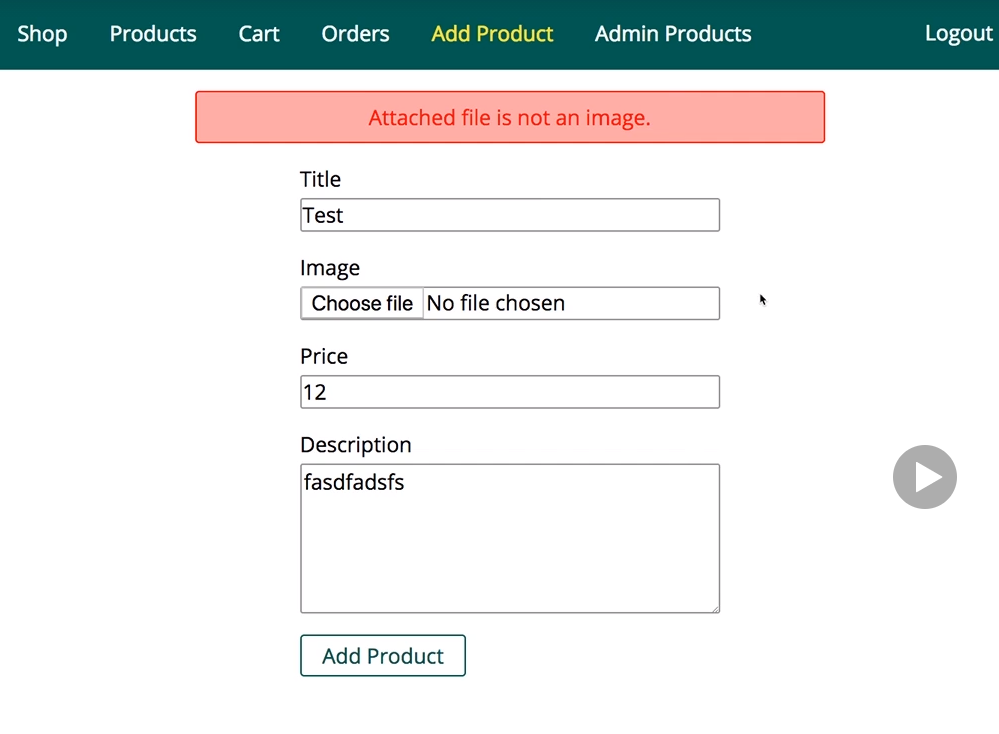 Shop Products Cart Orders Add Product Admin Products Logout
Attached file is not an image.
Title
Test
Image
Choose file No file chosen
Price
12
Description
fasdfadsfs
Add Product